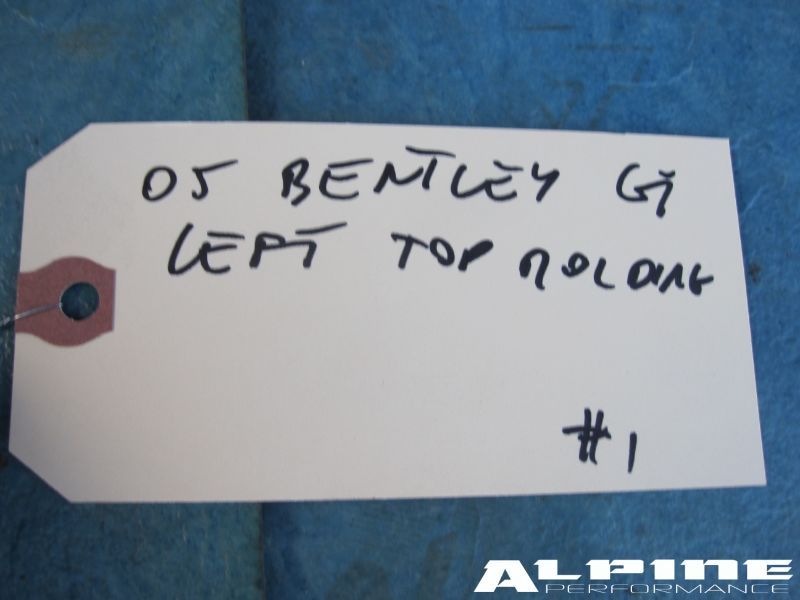 05 BENTLEY GT
LEFT TOP MOLDING
#1
ALPINE
PERFORMANCE